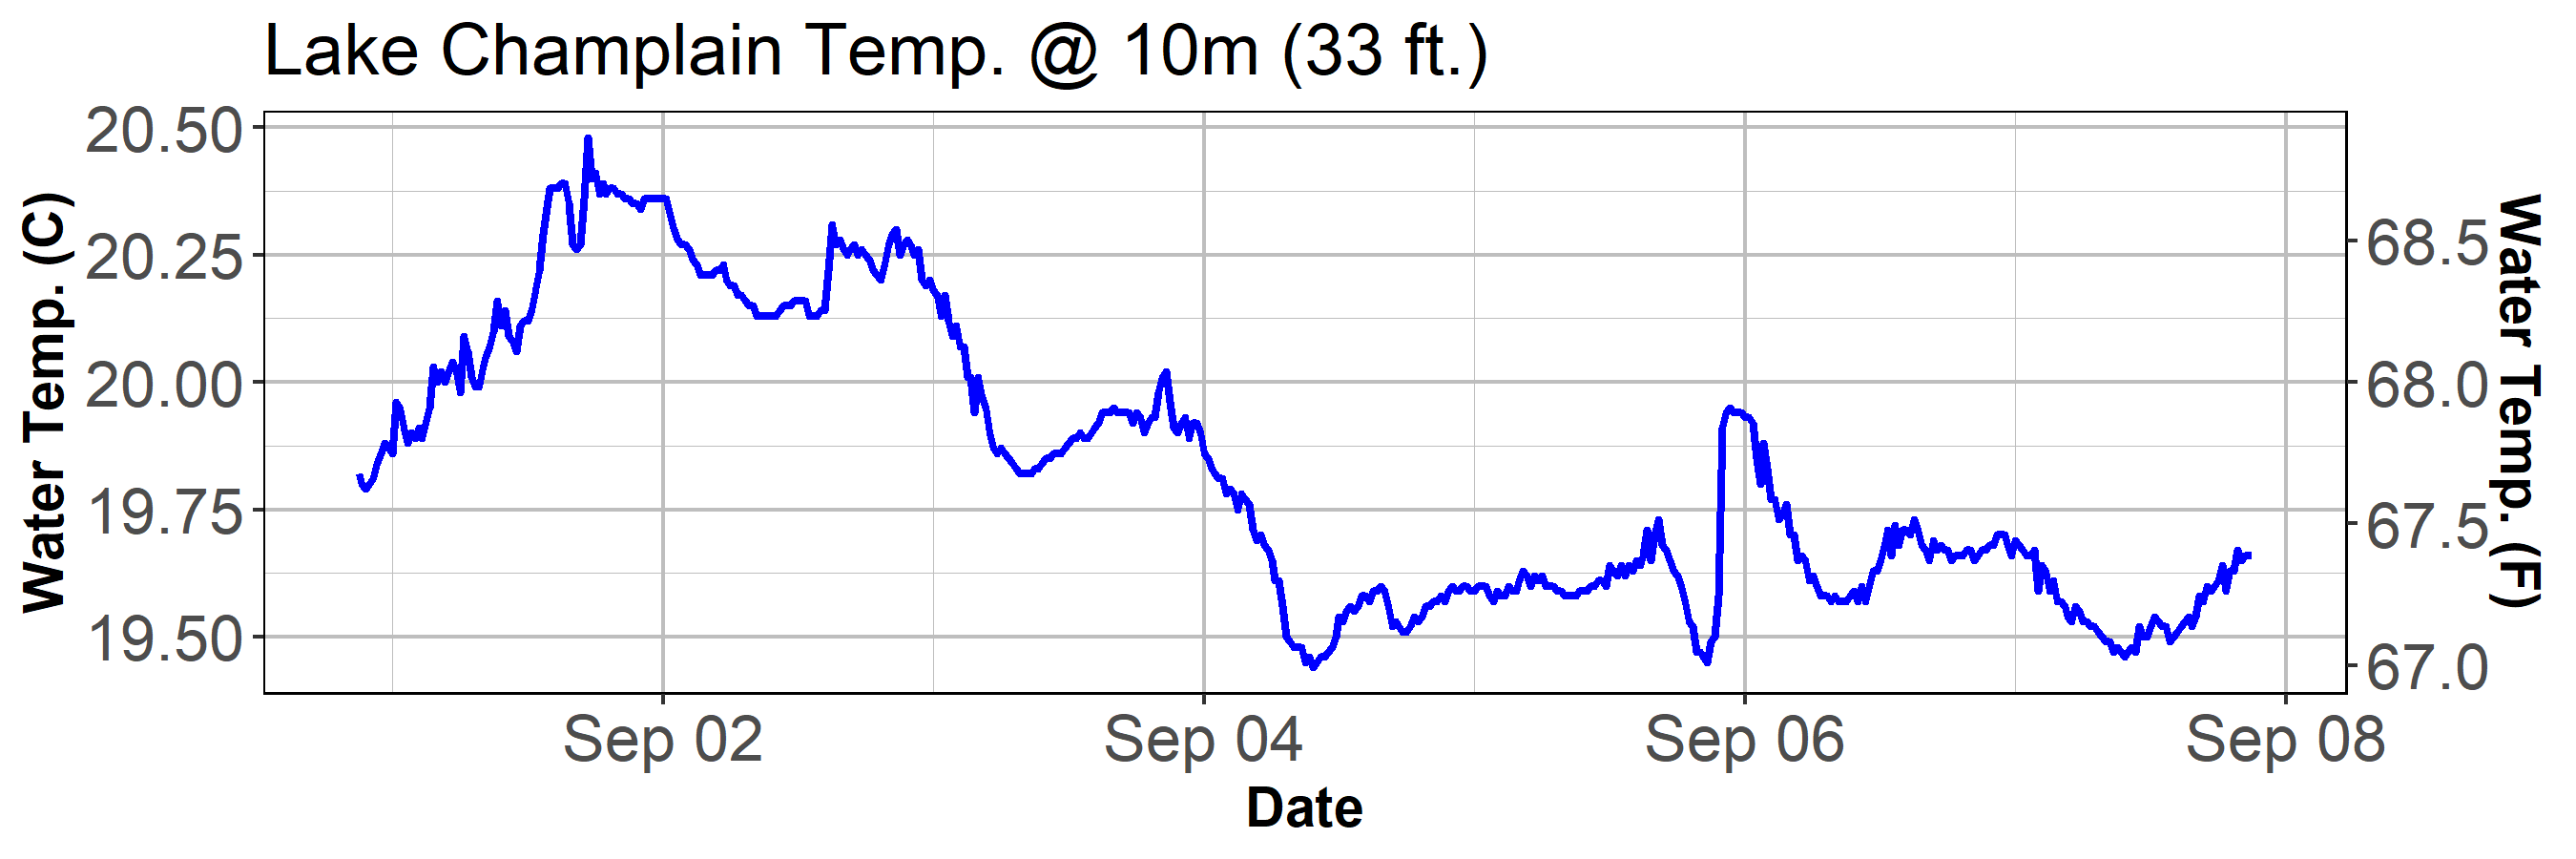 Lake Champlain Temp. @ 10m (33 ft.)
Water Temp. (C)
20.50
20.25
20.00
19.75
19.50
68.5
68.0
67.5
67.0
Water Temp. (F)
Sep 02
Sep 04
Sep 06
Sep 08
Date